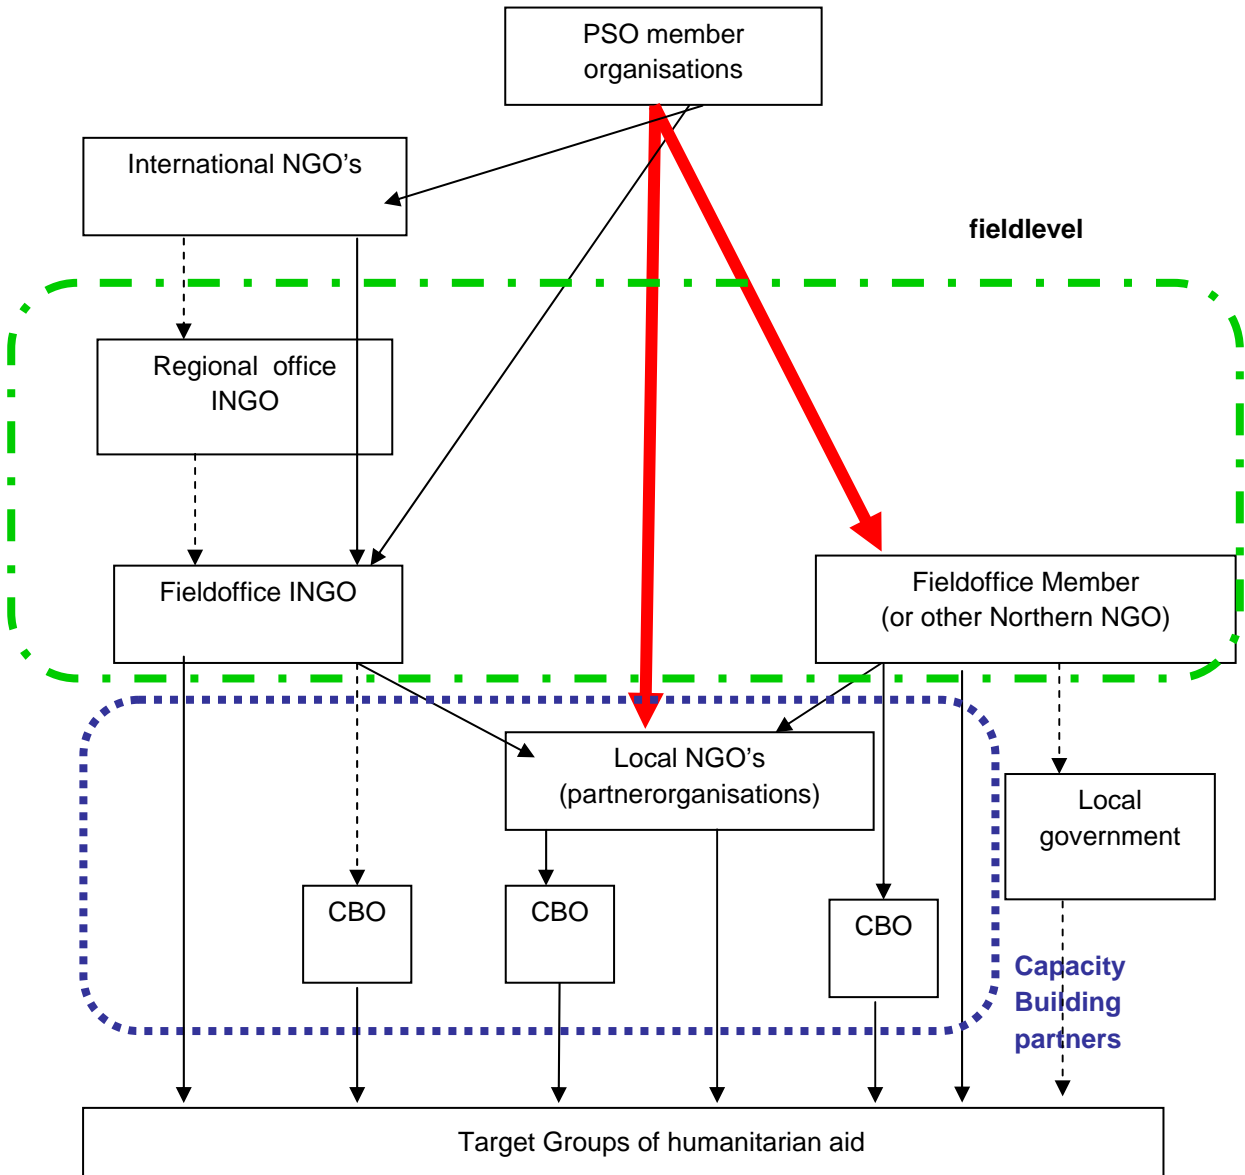 PSO member
organisations
International NGO’s
fieldlevel
Regional office
INGO
Fieldoffice INGO
Fieldoffice Member
(or other Northern NGO)
Local NGO’s
(partnerorganisations)
Local
government
CBO
CBO
CBO
Capacity
Building
partners
Target Groups of humanitarian aid